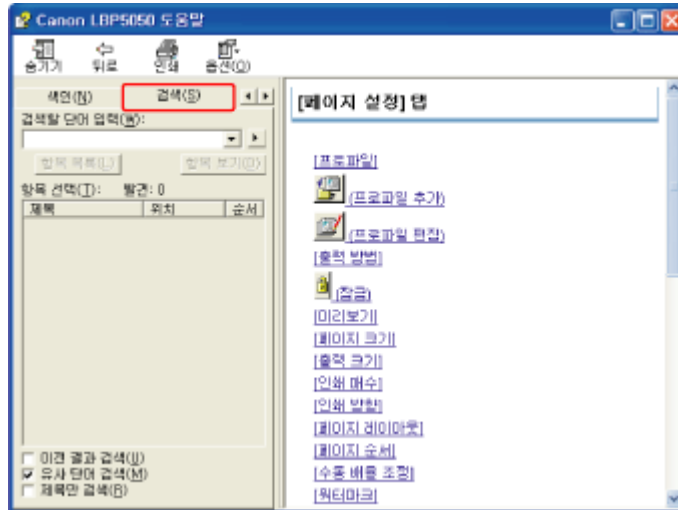 Canon LBP5050 도움말
숨기기 뒤로 인쇄 옵션(O)
색인(N) 검색(S)
검색할 단어 입력(W):
항목 목록(L) 항목 보기(D)
항목 선택(T): 발견: 0
제목 위치 순서
이전 결과 검색(U)
유사 단어 검색(M)
제목만 검색(R)
[페이지 설정] 탭
[프로파일]
(프로파일 추가)
(프로파일 편집)
[출력 방법]
(잠금)
[미리보기]
[페이지 크기]
[출력 크기]
[인쇄 매수]
[인쇄 방향]
[페이지 레이아웃]
[페이지 순서]
[수동 배율 조정]
[워터마크]